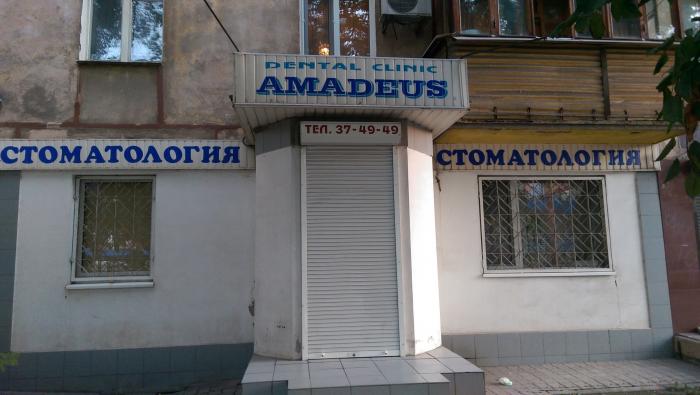 DENTAL CLINIC
AMADEUS
ТЕЛ. 37-49-49
СТОМАТОЛОГИЯ
СТОМАТОЛОГИЯ